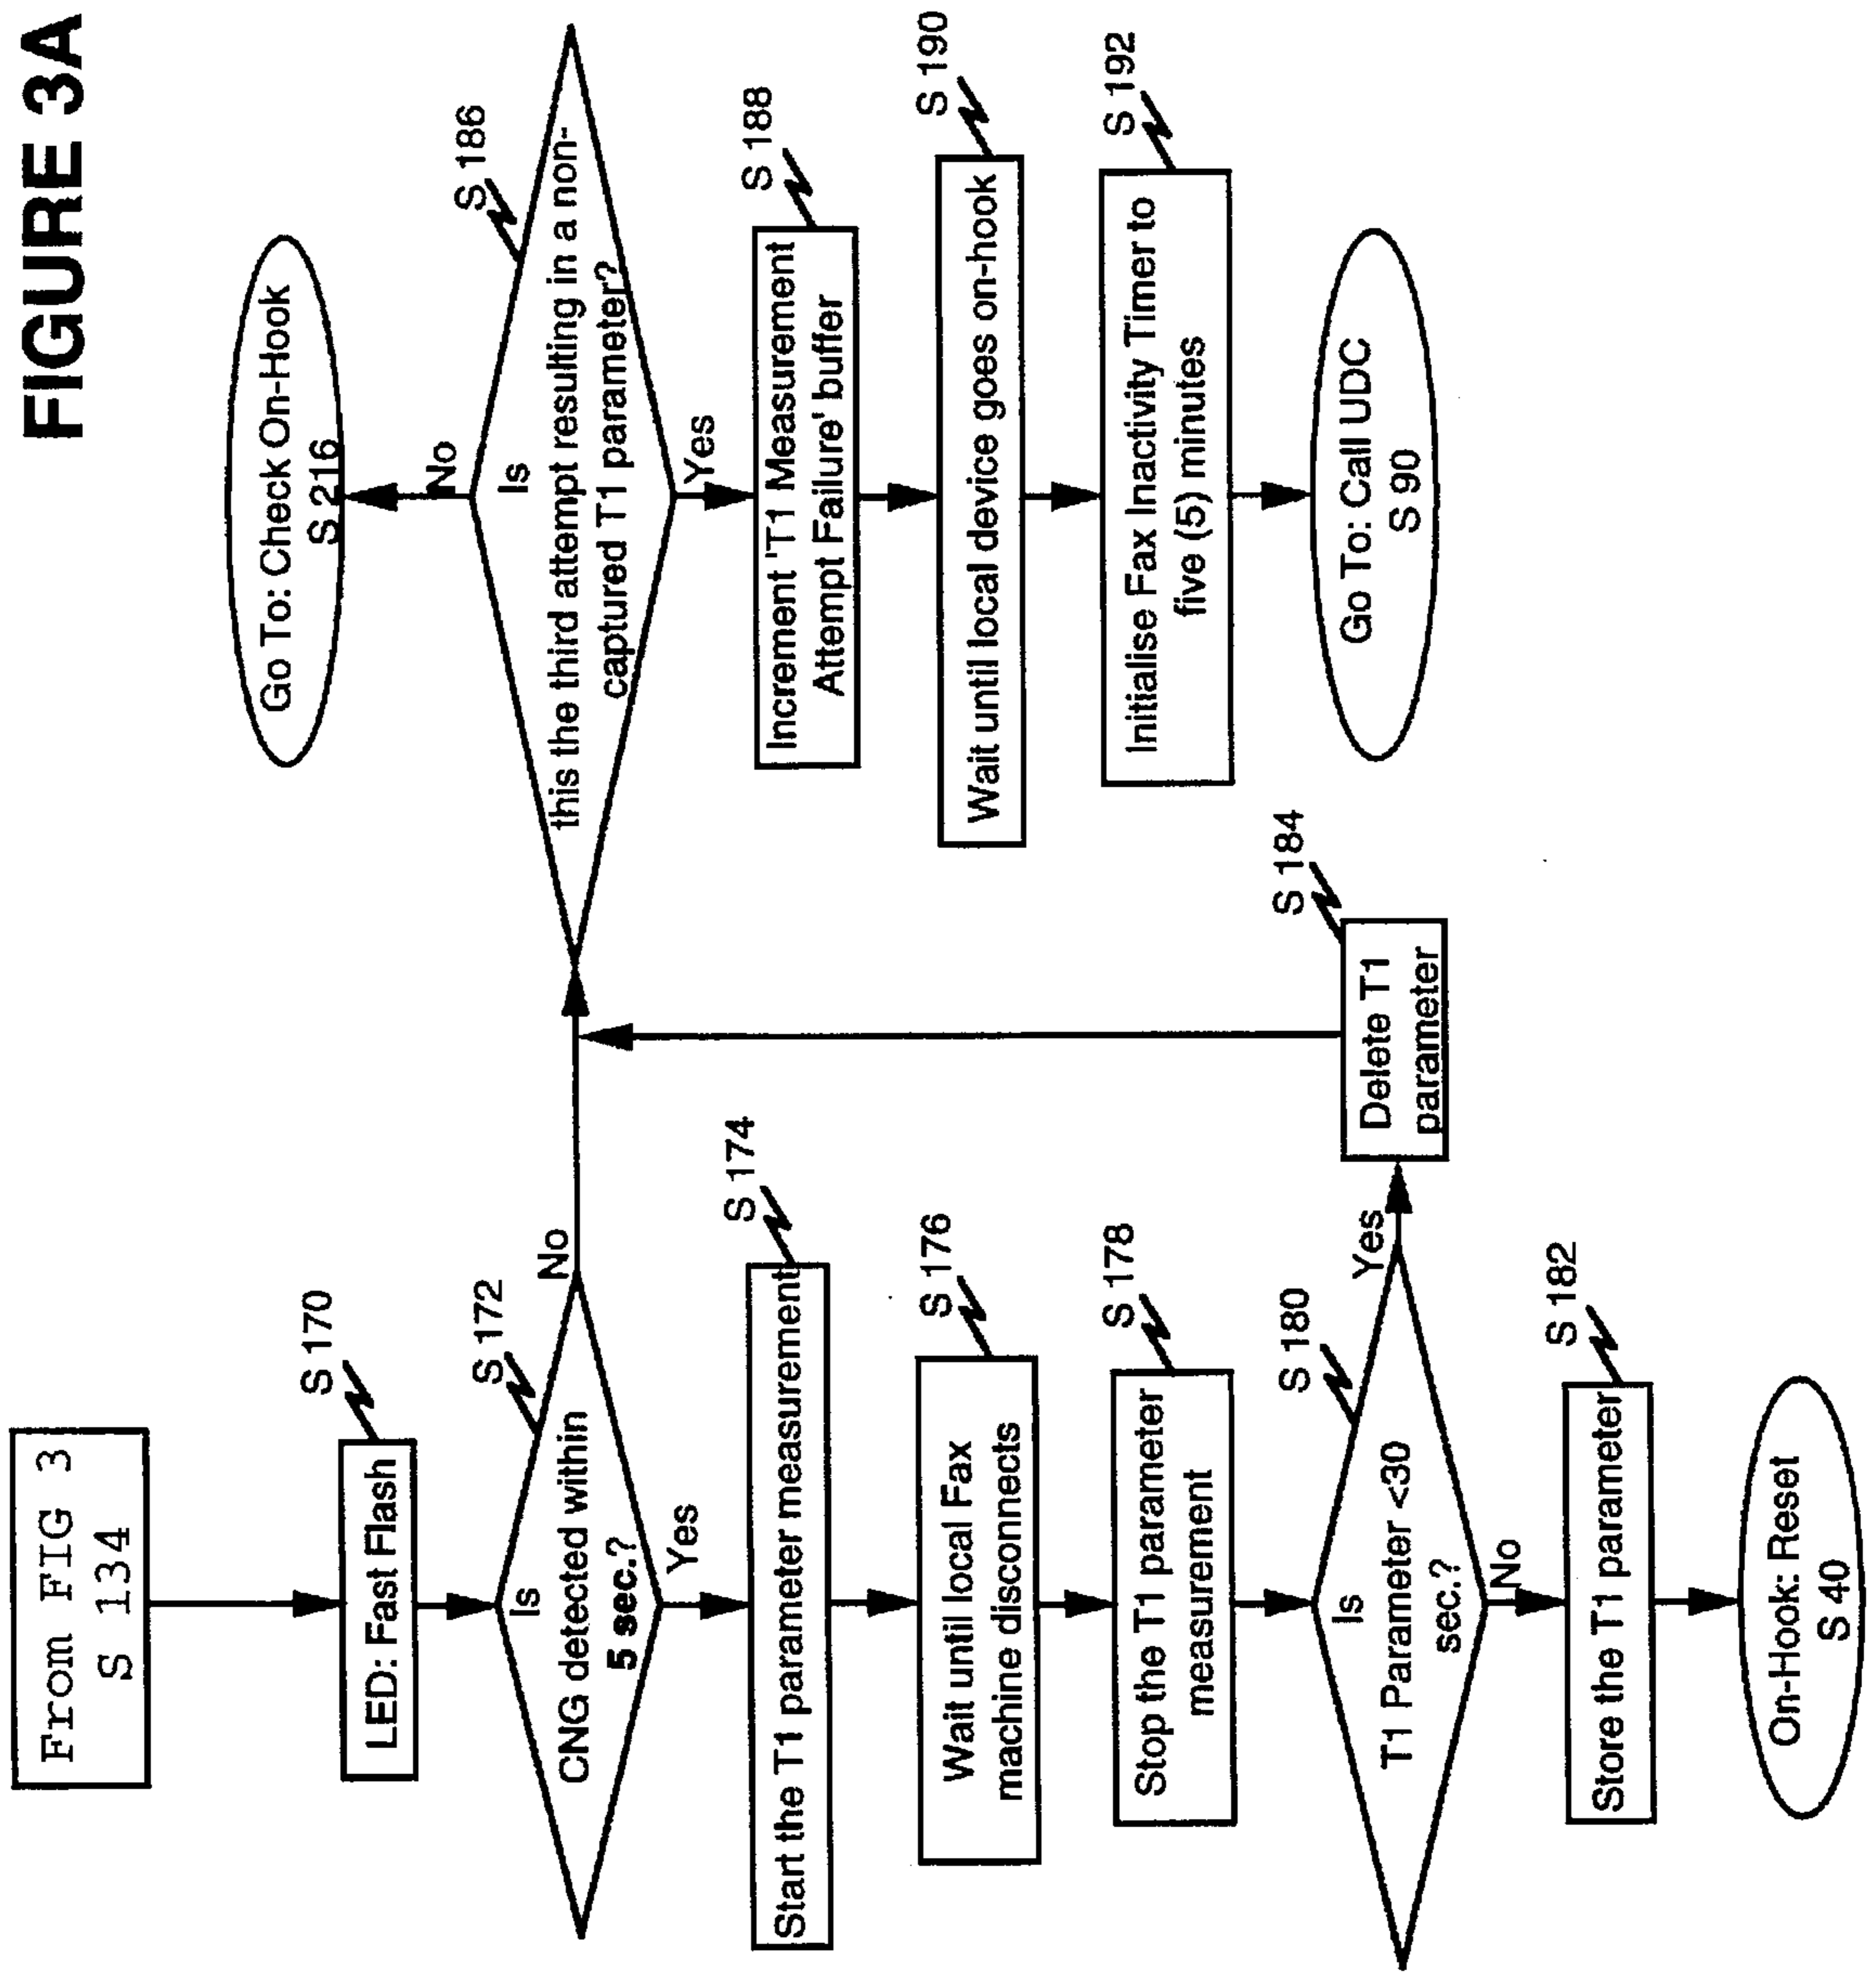 FIGURE 3A
From FIG 3
S 134
S 170
LED: Fast Flash
S 172
Is
CNG detected within
5 sec.?
No
Yes
S 174
Start the T1 parameter measurement
S 176
Wait until local Fax
machine disconnects
S 178
Stop the T1 parameter
measurement
S 180
Is
T1 Parameter <30
sec.?
Yes
No
S 182
Store the T1 parameter
On-Hook: Reset
S 40
S 184
Delete T1
parameter
Go To: Check On-Hook
S 216
No
S 186
Is
this the third attempt resulting in a non-
captured T1 parameter?
Yes
S 188
Increment 'T1 Measurement
Attempt Failure' buffer
S 190
Wait until local device goes on-hook
S 192
Initialise Fax Inactivity Timer to
five (5) minutes
Go To: Call UDC
S 90